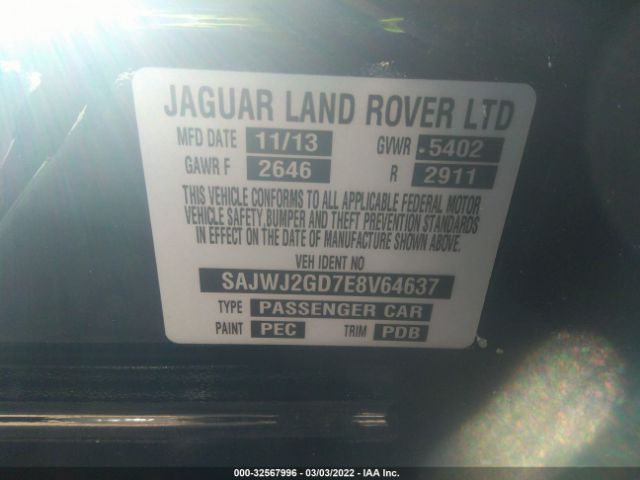 JAGUAR LAND ROVER LTD
MFD DATE 11/13 GVWR 5402
GAWR F 2646 R 2911
THIS VEHICLE CONFORMS TO ALL APPLICABLE FEDERAL MOTOR
VEHICLE SAFETY, BUMPER AND THEFT PREVENTION STANDARDS
IN EFFECT ON THE DATE OF MANUFACTURE SHOWN ABOVE.
VEH IDENT NO
SAJWJ2GD7E8V64637
TYPE PASSENGER CAR
PAINT PEC TRIM PDB
000-32567996 - 03/03/2022 - IAA Inc.